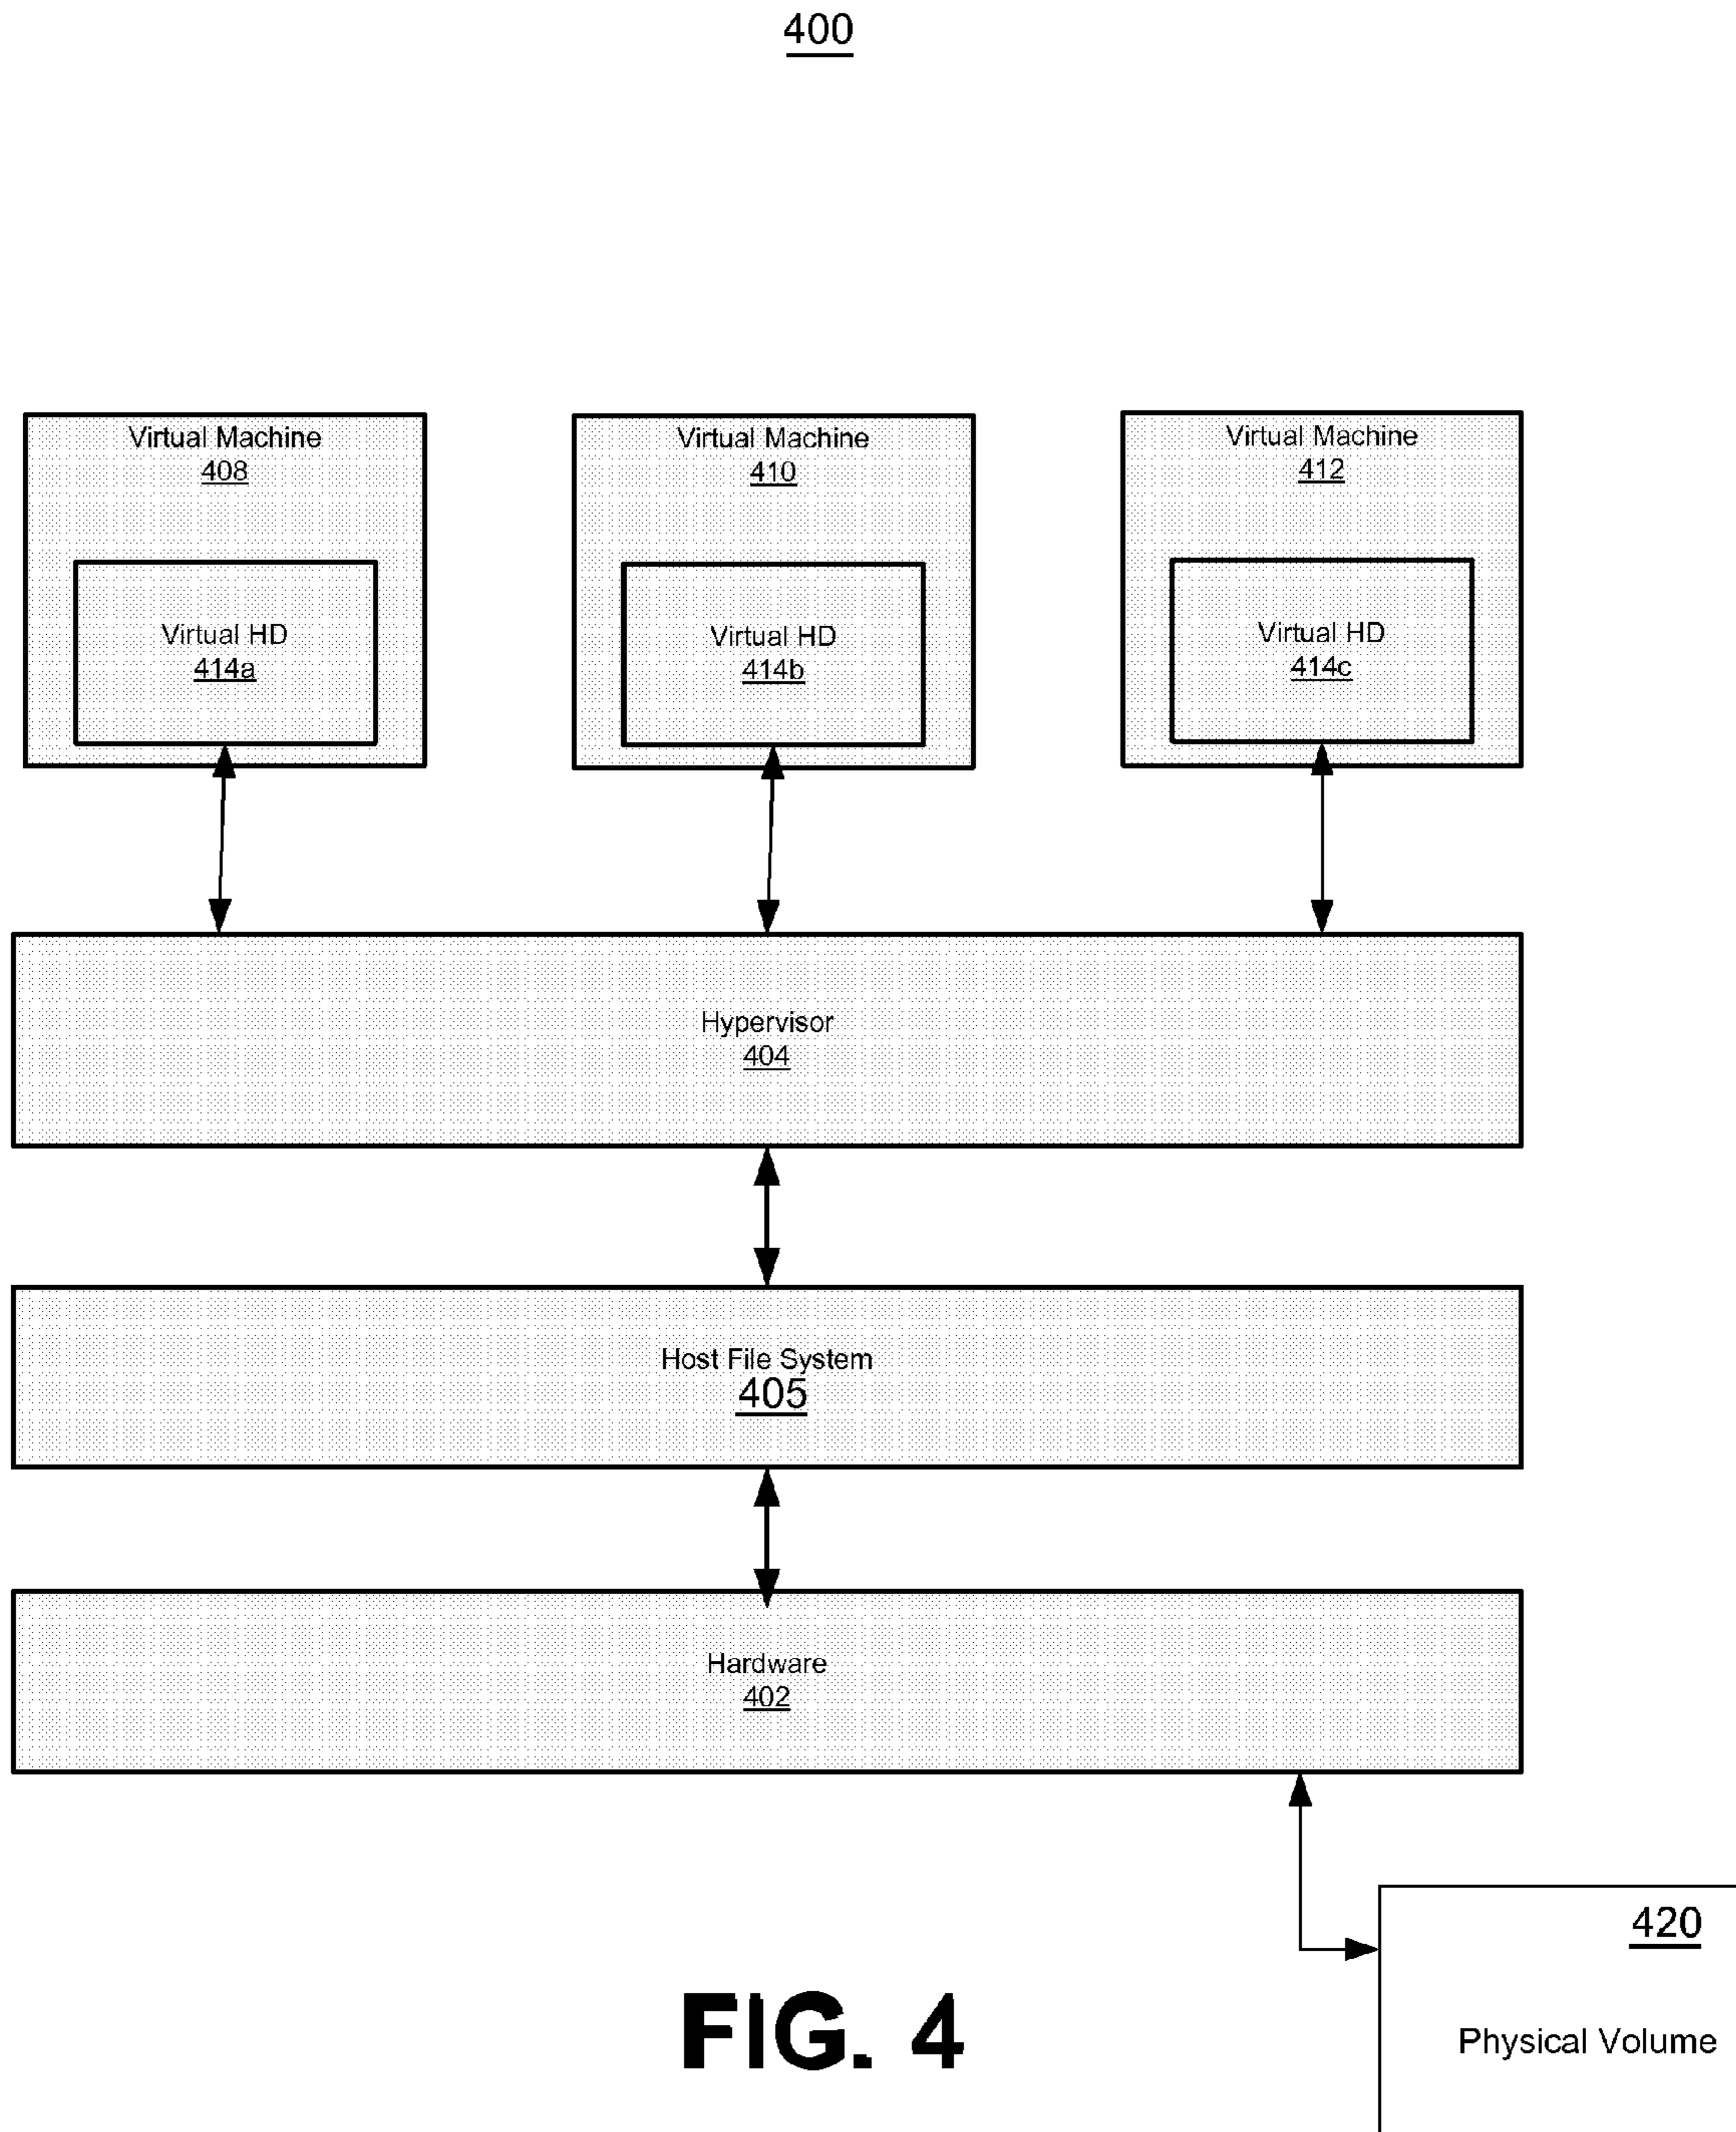 400
Virtual Machine
408
Virtual HD
414a
Virtual Machine
410
Virtual HD
414b
Virtual Machine
412
Virtual HD
414c
Hypervisor
404
Host File System
405
Hardware
402
420
Physical Volume
FIG. 4